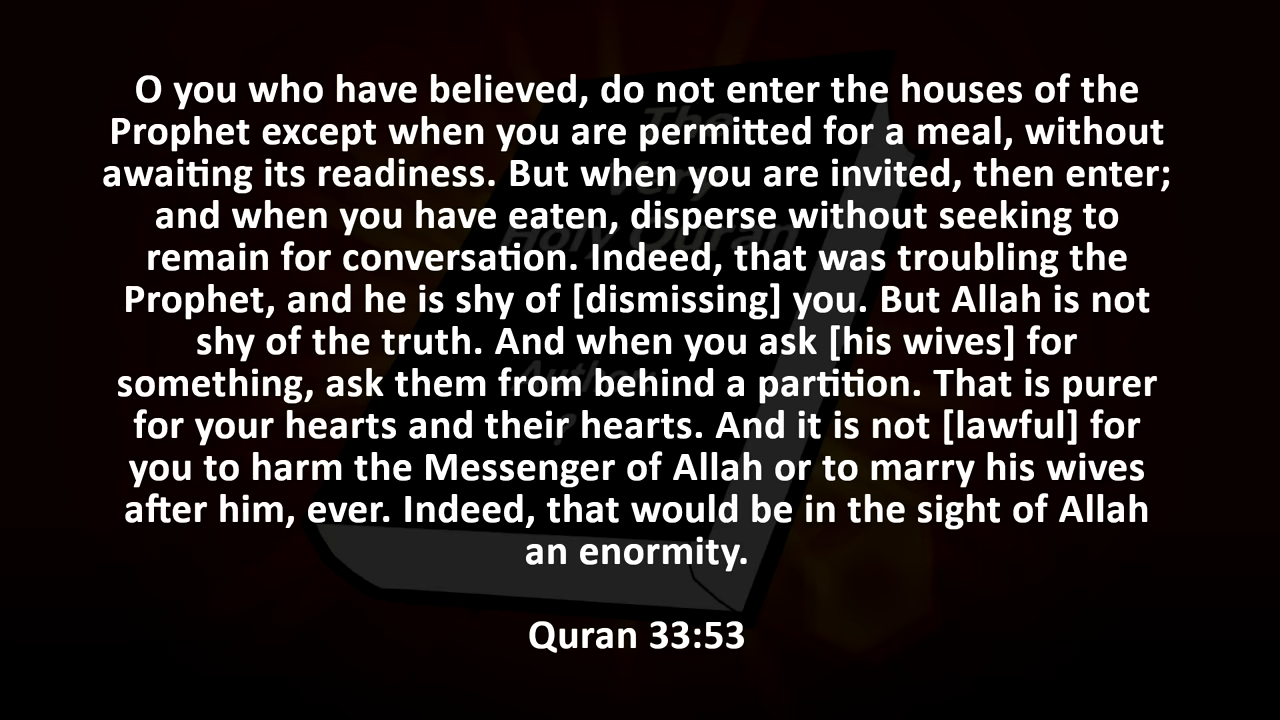 O you who have believed, do not enter the houses of the
Prophet except when you are permitted for a meal, without
awaiting its readiness. But when you are invited, then enter;
and when you have eaten, disperse without seeking to
remain for conversation. Indeed, that was troubling the
Prophet, and he is shy of [dismissing] you. But Allah is not
shy of the truth. And when you ask [his wives] for
something, ask them from behind a partition. That is purer
for your hearts and their hearts. And it is not [lawful] for
you to harm the Messenger of Allah or to marry his wives
after him, ever. Indeed, that would be in the sight of Allah
an enormity.
Quran 33:53
The
Very
Holy Quran
Author
?